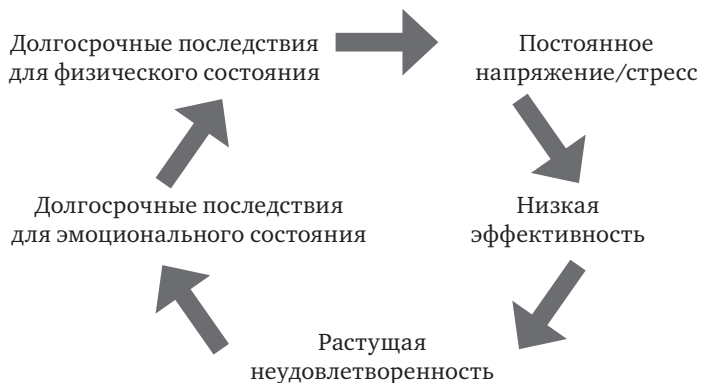 Долгосрочные последствия
для физического состояния
Постоянное
напряжение/стресс
Низкая
эффективность
Растущая
неудовлетворенность
Долгосрочные последствия
для эмоционального состояния